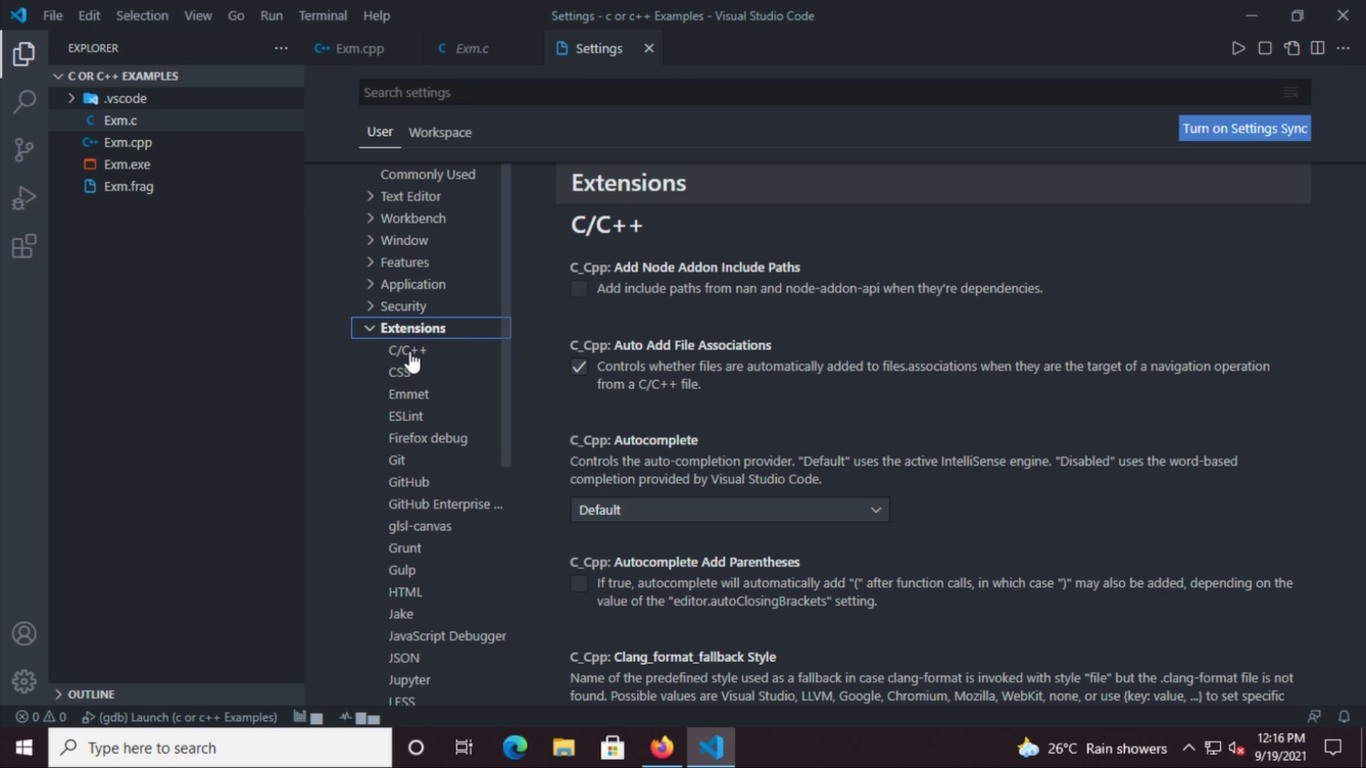 File Edit Selection View Go Run Terminal Help
Settings - c or c++ Examples - Visual Studio Code
EXPLORER
Exm.cpp
Exm.c
Settings
C OR C++ EXAMPLES
.vscode
Exm.c
Exm.cpp
Exm.exe
Exm.frag
OUTLINE
Search settings
User Workspace
Turn on Settings Sync
Commonly Used
Text Editor
Workbench
Window
Features
Application
Security
Extensions
C/C++
CSS
Emmet
ESLint
Firefox debug
Git
GitHub
GitHub Enterprise ...
glsl-canvas
Grunt
Gulp
HTML
Jake
JavaScript Debugger
JSON
Jupyter
LESS
Extensions
C/C++
C_Cpp: Add Node Addon Include Paths
Add include paths from nan and node-addon-api when they're dependencies.
C_Cpp: Auto Add File Associations
Controls whether files are automatically added to files.associations when they are the target of a navigation operation
from a C/C++ file.
C_Cpp: Autocomplete
Controls the auto-completion provider. "Default" uses the active IntelliSense engine. "Disabled" uses the word-based
completion provided by Visual Studio Code.
Default
C_Cpp: Autocomplete Add Parentheses
If true, autocomplete will automatically add "(" after function calls, in which case ")" may also be added, depending on the
value of the "editor.autoClosingBrackets" setting.
C_Cpp: Clang_format_fallback Style
Name of the predefined style used as a fallback in case clang-format is invoked with style "file" but the .clang-format file is not
found. Possible values are Visual Studio, LLVM, Google, Chromium, Mozilla, WebKit, none, or use {key: value, ...} to set specific
0 0 (gdb) Launch (c or c++ Examples)
Type here to search
26°C Rain showers
12:16 PM
9/19/2021